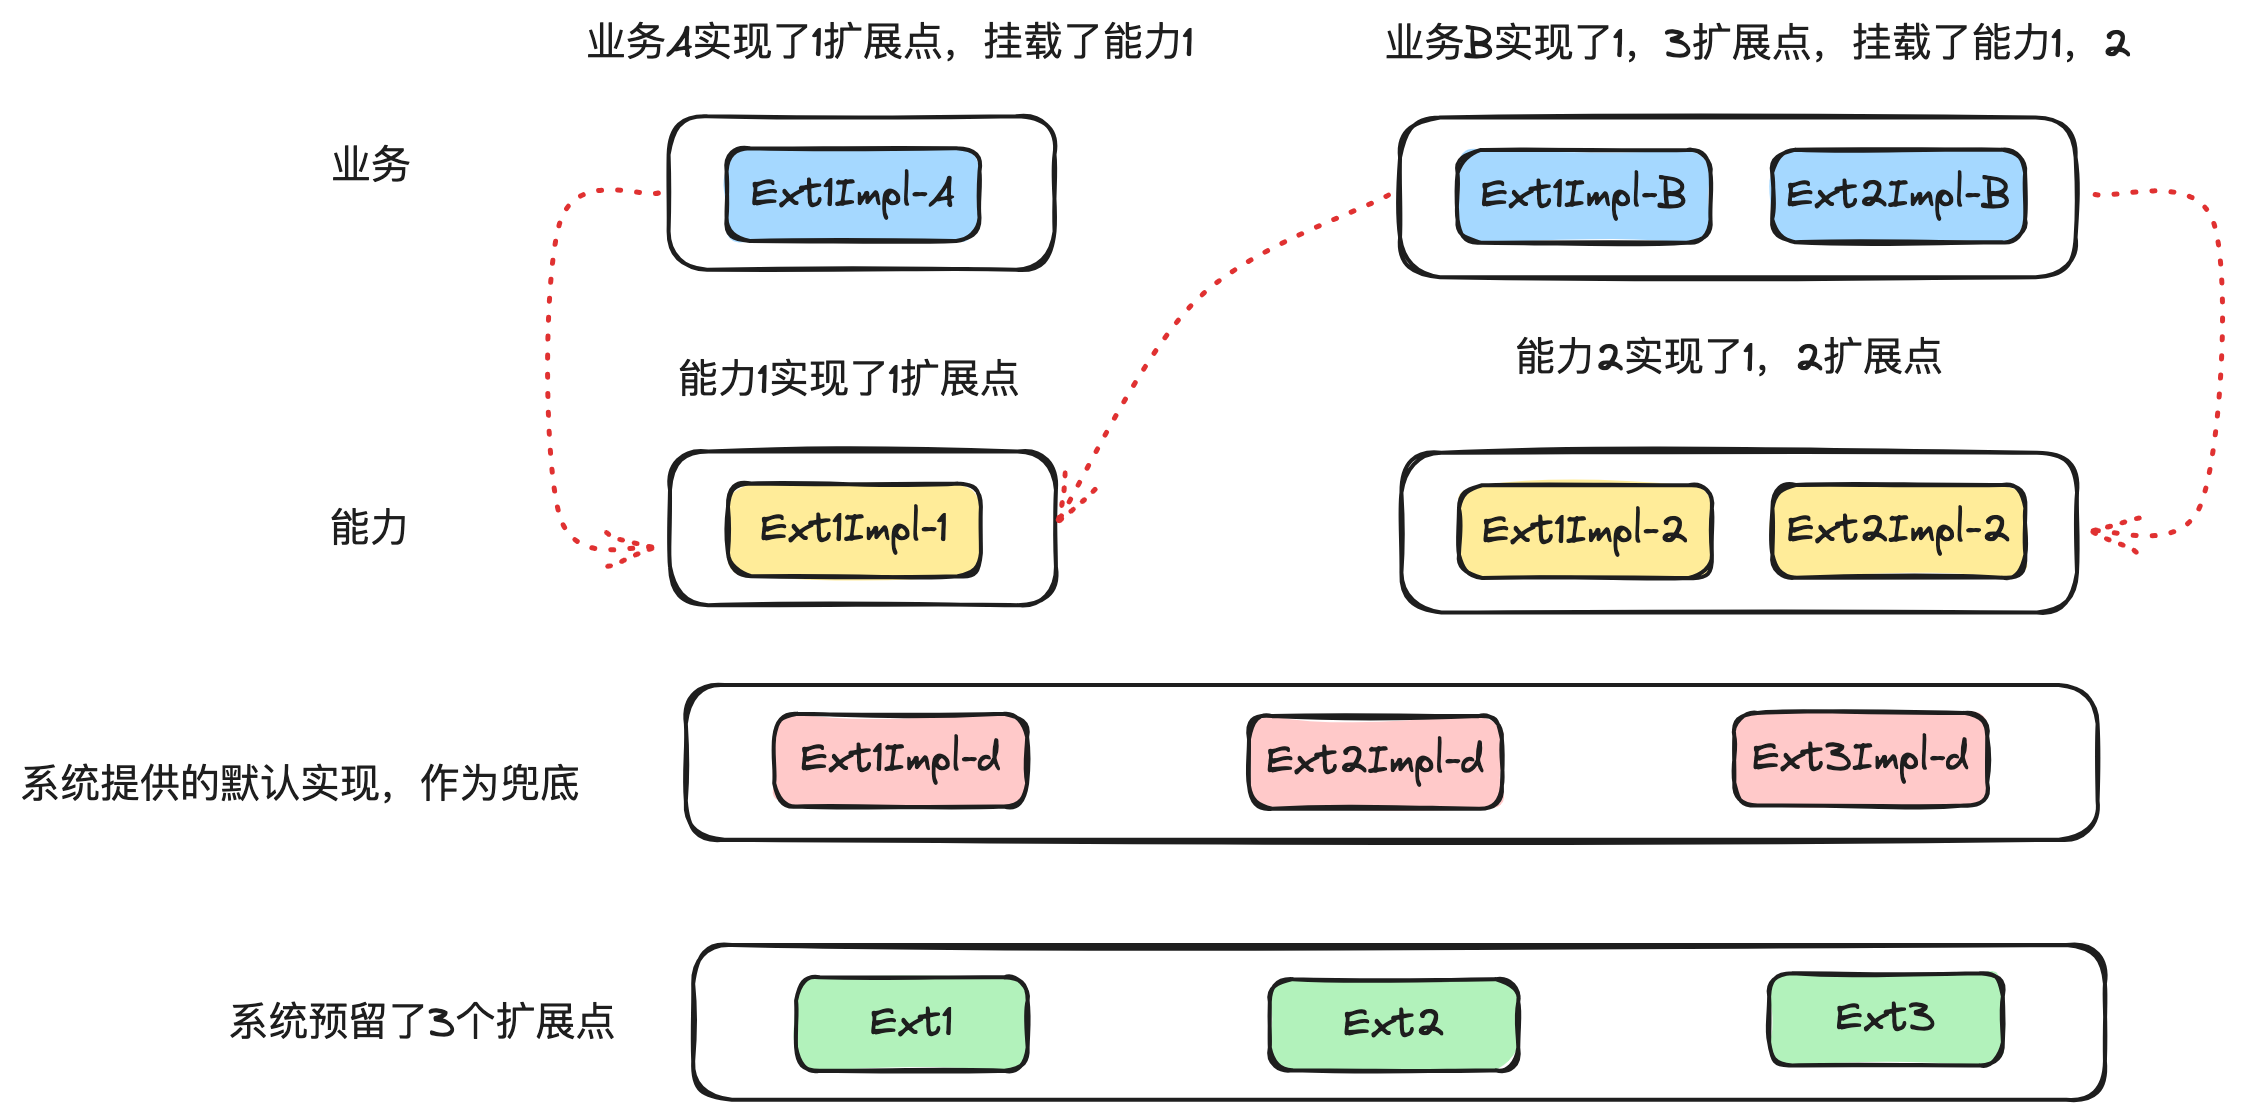 业务A实现了1扩展点，挂载了能力1
业务B实现了1，3扩展点，挂载了能力1，2
业务
Ext1Impl-A
Ext1Impl-B
Ext2Impl-B
能力1实现了1扩展点
能力2实现了1，2扩展点
能力
Ext1Impl-1
Ext1Impl-2
Ext2Impl-2
系统提供的默认实现，作为兜底
Ext1Impl-d
Ext2Impl-d
Ext3Impl-d
系统预留了3个扩展点
Ext1
Ext2
Ext3